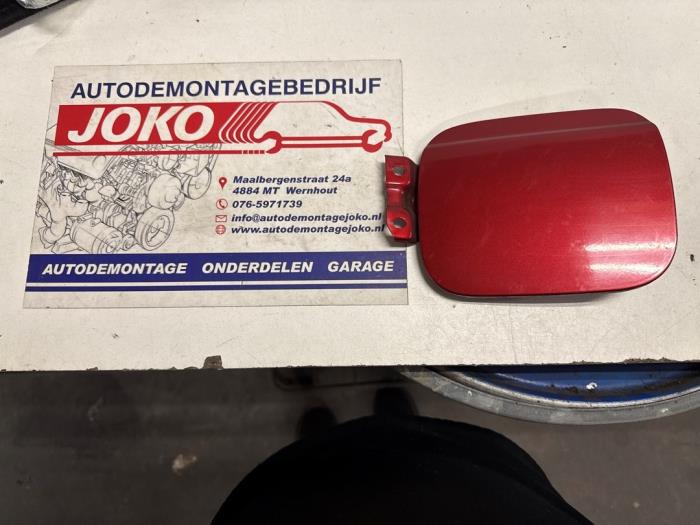 AUTODEMONTAGEBEDRIJF
JOKO
Maalbergenstraat 24a
4884 MT Wernhout
076-5971739
info@autodemontagejoko.nl
www.autodemontagejoko.nl
AUTODEMONTAGE ONDERDELEN GARAGE